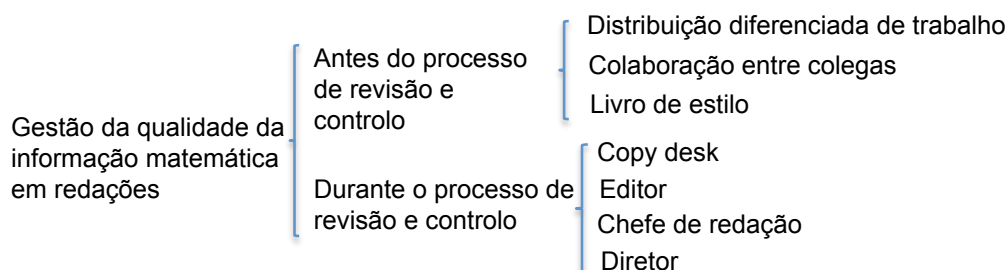 Gestão da qualidade da
informação matemática
em redações
Antes do processo
de revisão e
controlo
Distribuição diferenciada de trabalho
Colaboração entre colegas
Livro de estilo
Durante o processo de
revisão e controlo
Copy desk
Editor
Chefe de redação
Diretor